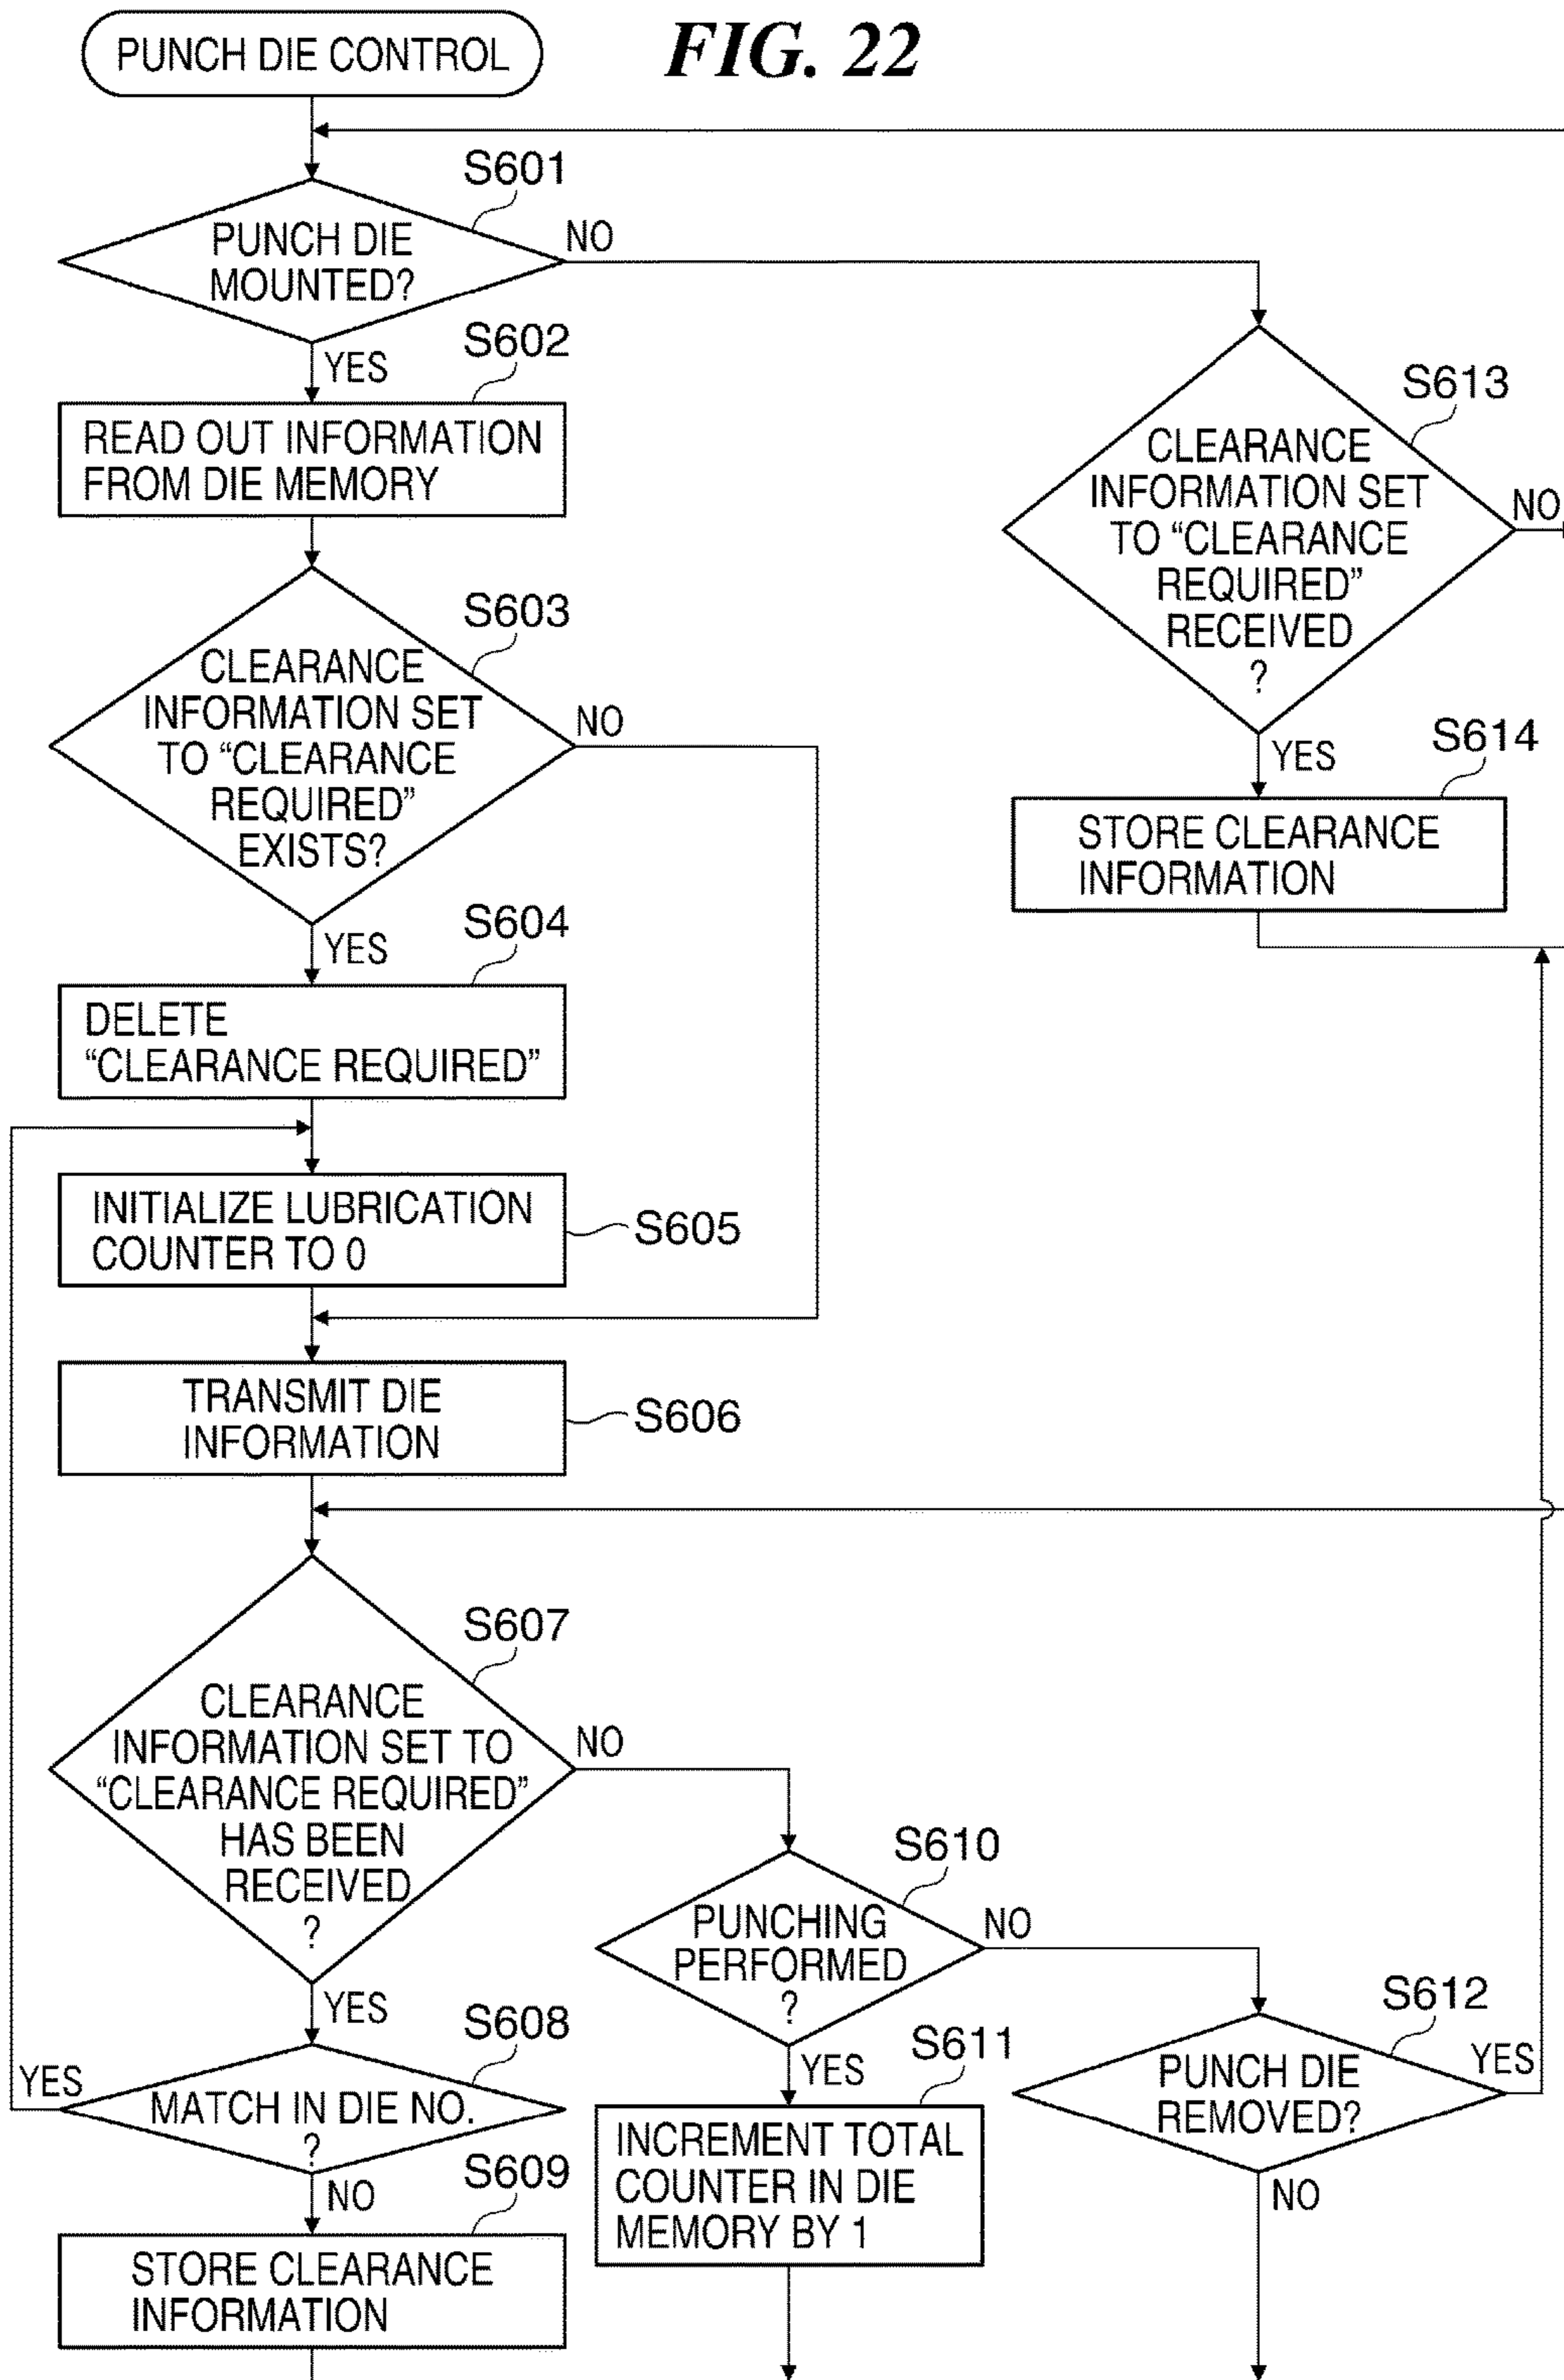 FIG. 22
PUNCH DIE CONTROL
S601
PUNCH DIE
MOUNTED?
NO
YES
S602
READ OUT INFORMATION
FROM DIE MEMORY
S603
CLEARANCE
INFORMATION SET
TO “CLEARANCE
REQUIRED”
EXISTS?
NO
YES
S604
DELETE
“CLEARANCE REQUIRED”
INITIALIZE LUBRICATION
COUNTER TO 0
S605
TRANSMIT DIE
INFORMATION
S606
S607
CLEARANCE
INFORMATION SET TO
“CLEARANCE REQUIRED”
HAS BEEN
RECEIVED
?
NO
YES
S608
YES
MATCH IN DIE NO.
?
NO
S609
STORE CLEARANCE
INFORMATION
S610
PUNCHING
PERFORMED
?
NO
YES
S611
INCREMENT TOTAL
COUNTER IN DIE
MEMORY BY 1
S612
PUNCH DIE
REMOVED?
YES
NO
S613
CLEARANCE
INFORMATION SET
TO “CLEARANCE
REQUIRED”
RECEIVED
?
NO
YES
S614
STORE CLEARANCE
INFORMATION